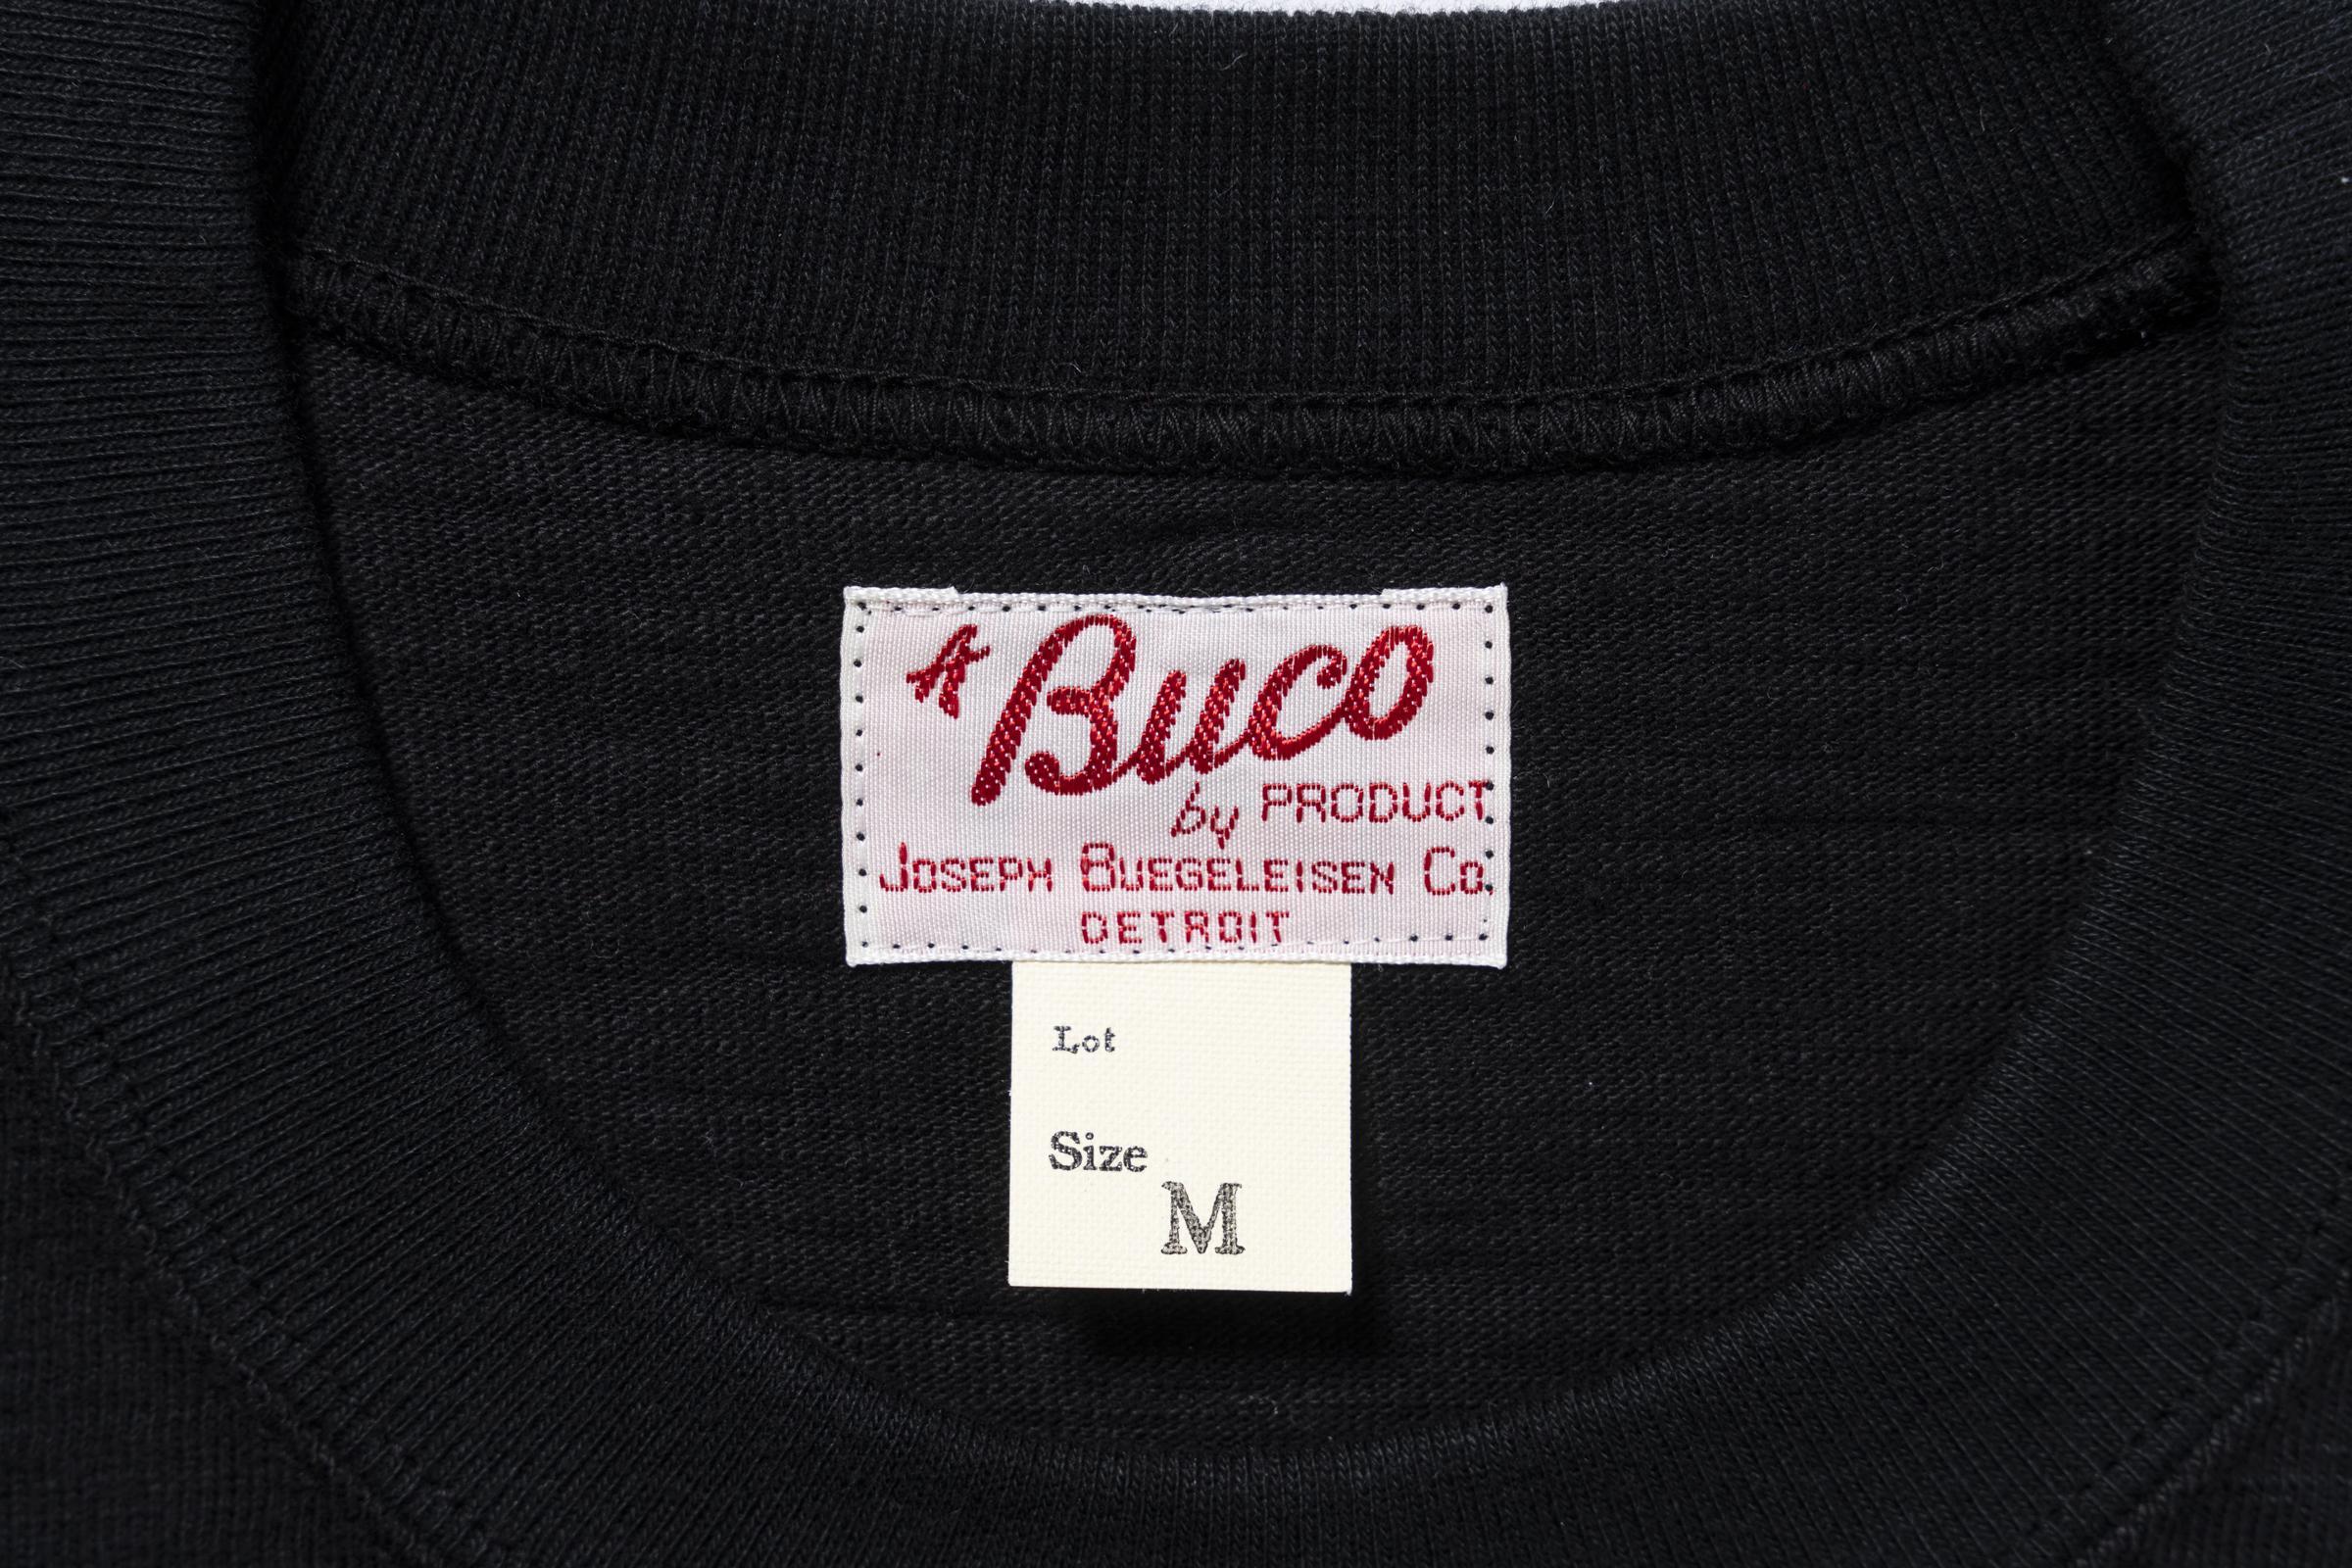 A Buco
by PRODUCT
JOSEPH BUEGELEISEN CO.
DETROIT
Lot
Size
M